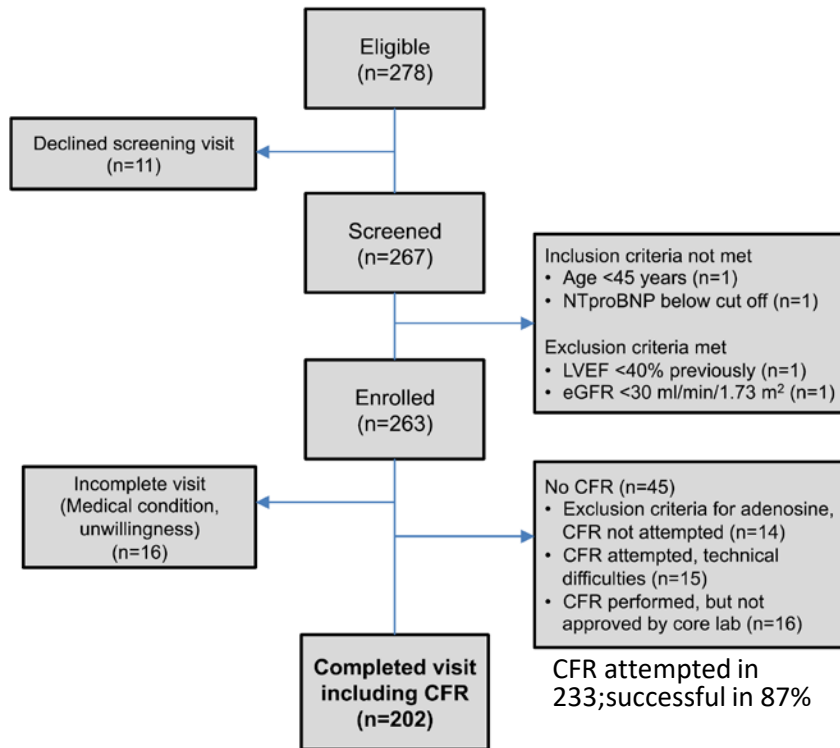 Eligible
(n=278)
Declined screening visit
(n=11)
Screened
(n=267)
Inclusion criteria not met
• Age <45 years (n=1)
• NTproBNP below cut off (n=1)
Exclusion criteria met
• LVEF <40% previously (n=1)
• eGFR <30 ml/min/1.73 m² (n=1)
Enrolled
(n=263)
Incomplete visit
(Medical condition,
unwillingness)
(n=16)
No CFR (n=45)
• Exclusion criteria for adenosine,
CFR not attempted (n=14)
• CFR attempted, technical
difficulties (n=15)
• CFR performed, but not
approved by core lab (n=16)
Completed visit
including CFR
(n=202)
CFR attempted in
233;successful in 87%